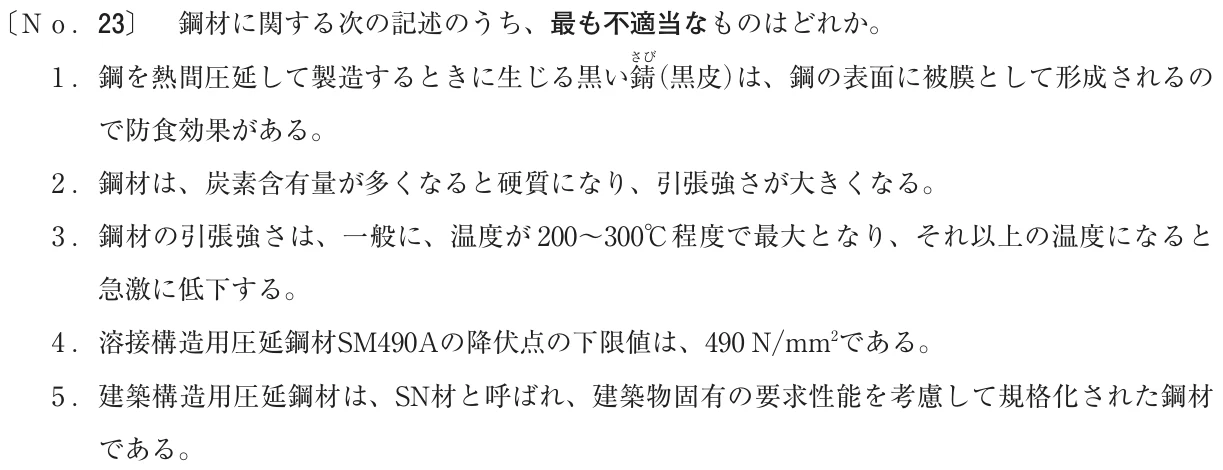 〔Ｎｏ．23〕　鋼材に関する次の記述のうち、最も不適当なものはどれか。
さび
１．鋼を熱間圧延して製造するときに生じる黒い錆（黒皮）は、鋼の表面に被膜として形成されるの
で防食効果がある。
２．鋼材は、炭素含有量が多くなると硬質になり、引張強さが大きくなる。
３．鋼材の引張強さは、一般に、温度が 200～300℃ 程度で最大となり、それ以上の温度になると
急激に低下する。
４．溶接構造用圧延鋼材SM490Aの降伏点の下限値は、490 N/mm²である。
５．建築構造用圧延鋼材は、SN材と呼ばれ、建築物固有の要求性能を考慮して規格化された鋼材
である。